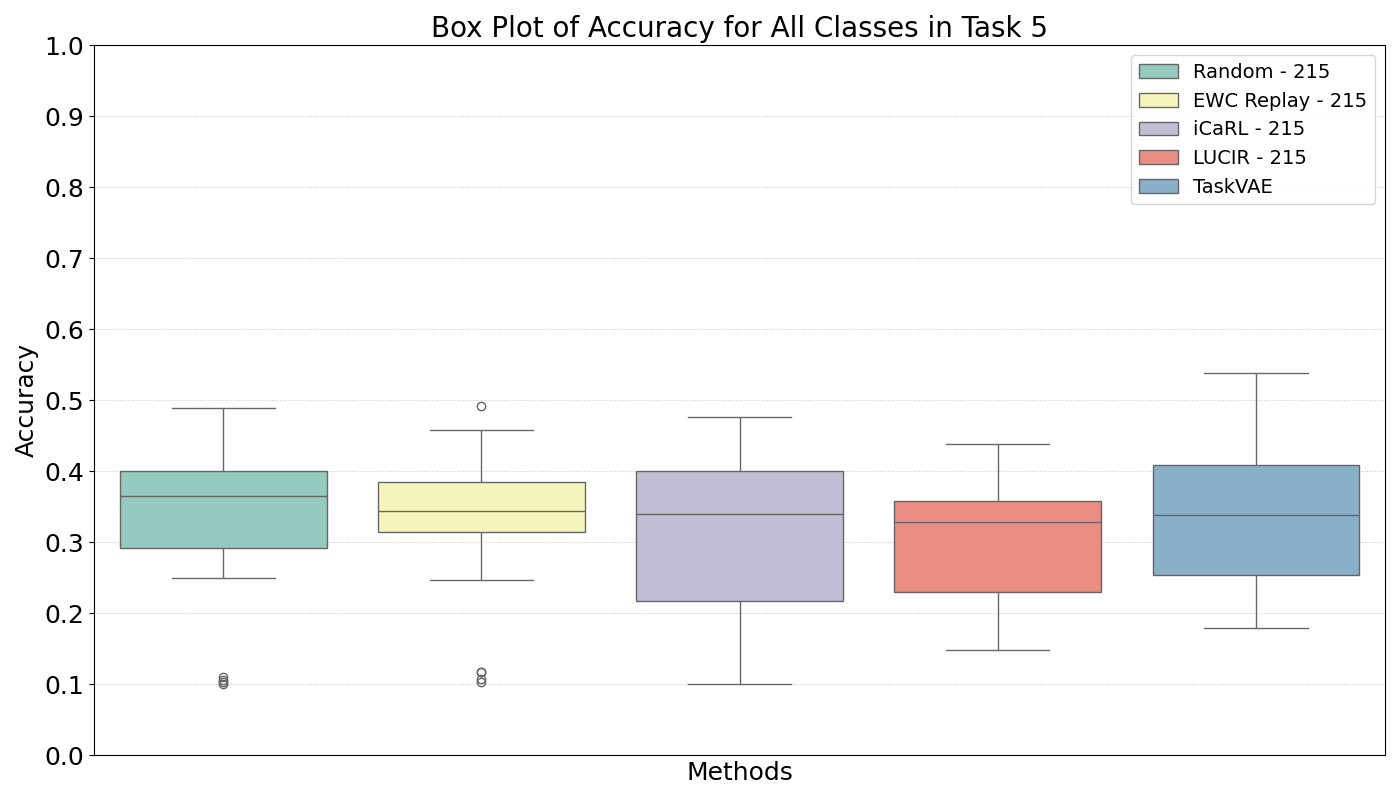 Box Plot of Accuracy for All Classes in Task 5
1.0
0.9
0.8
0.7
0.6
0.5
0.4
0.3
0.2
0.1
0.0
Accuracy
Methods
Random - 215
EWC Replay - 215
iCaRL - 215
LUCIR - 215
TaskVAE